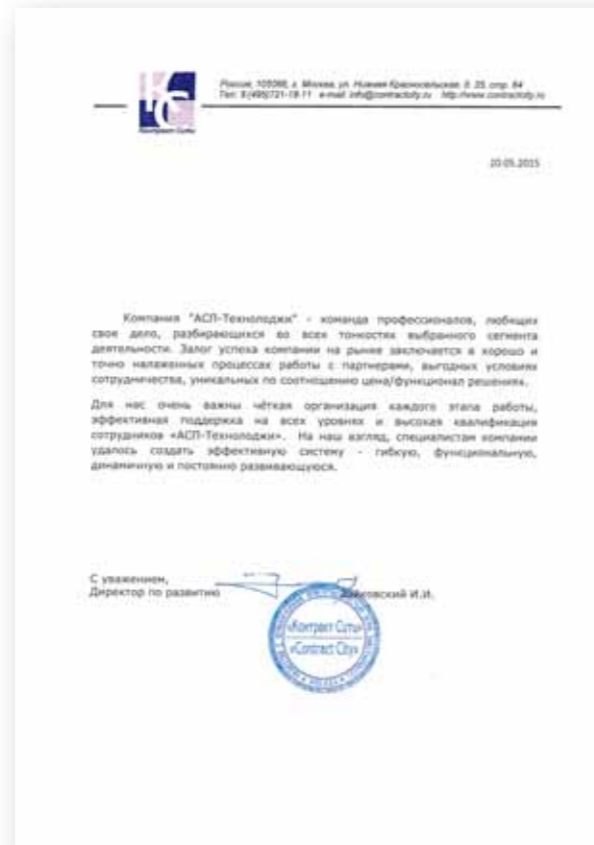 КС
Контракт Сити
Россия, 105066, г. Москва, ул. Нижняя Красносельская, д. 35, стр. 64
Тел: 8(495)721-18-11 e-mail: info@contractcity.ru http://www.contractcity.ru
20.05.2015
Компания "АСП-Технолоджи" - команда профессионалов, любящих
свое дело, разбирающихся во всех тонкостях выбранного сегмента
деятельности. Залог успеха компании на рынке заключается в хорошо и
точно налаженных процессах работы с партнерами, выгодных условиях
сотрудничества, уникальных по соотношению цена/функционал решениях.
Для нас очень важны чёткая организация каждого этапа работы,
эффективная поддержка на всех уровнях и высокая квалификация
сотрудников «АСП-Технолоджи». На наш взгляд, специалистам компании
удалось создать эффективную систему - гибкую, функциональную,
динамичную и постоянно развивающуюся.
С уважением,
Директор по развитию И.И.
«Контракт Сити»
«Contract City»